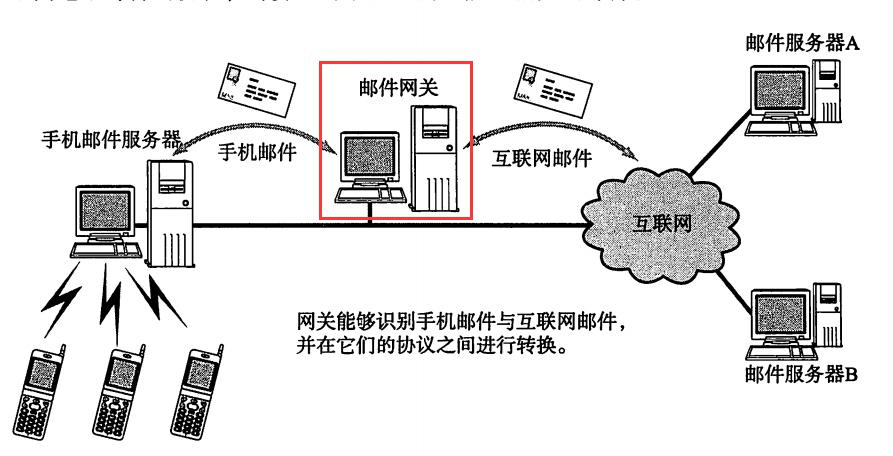 邮件服务器A
邮件网关
手机邮件服务器
手机邮件
互联网邮件
互联网
网关能够识别手机邮件与互联网邮件，
并在它们的协议之间进行转换。
邮件服务器B